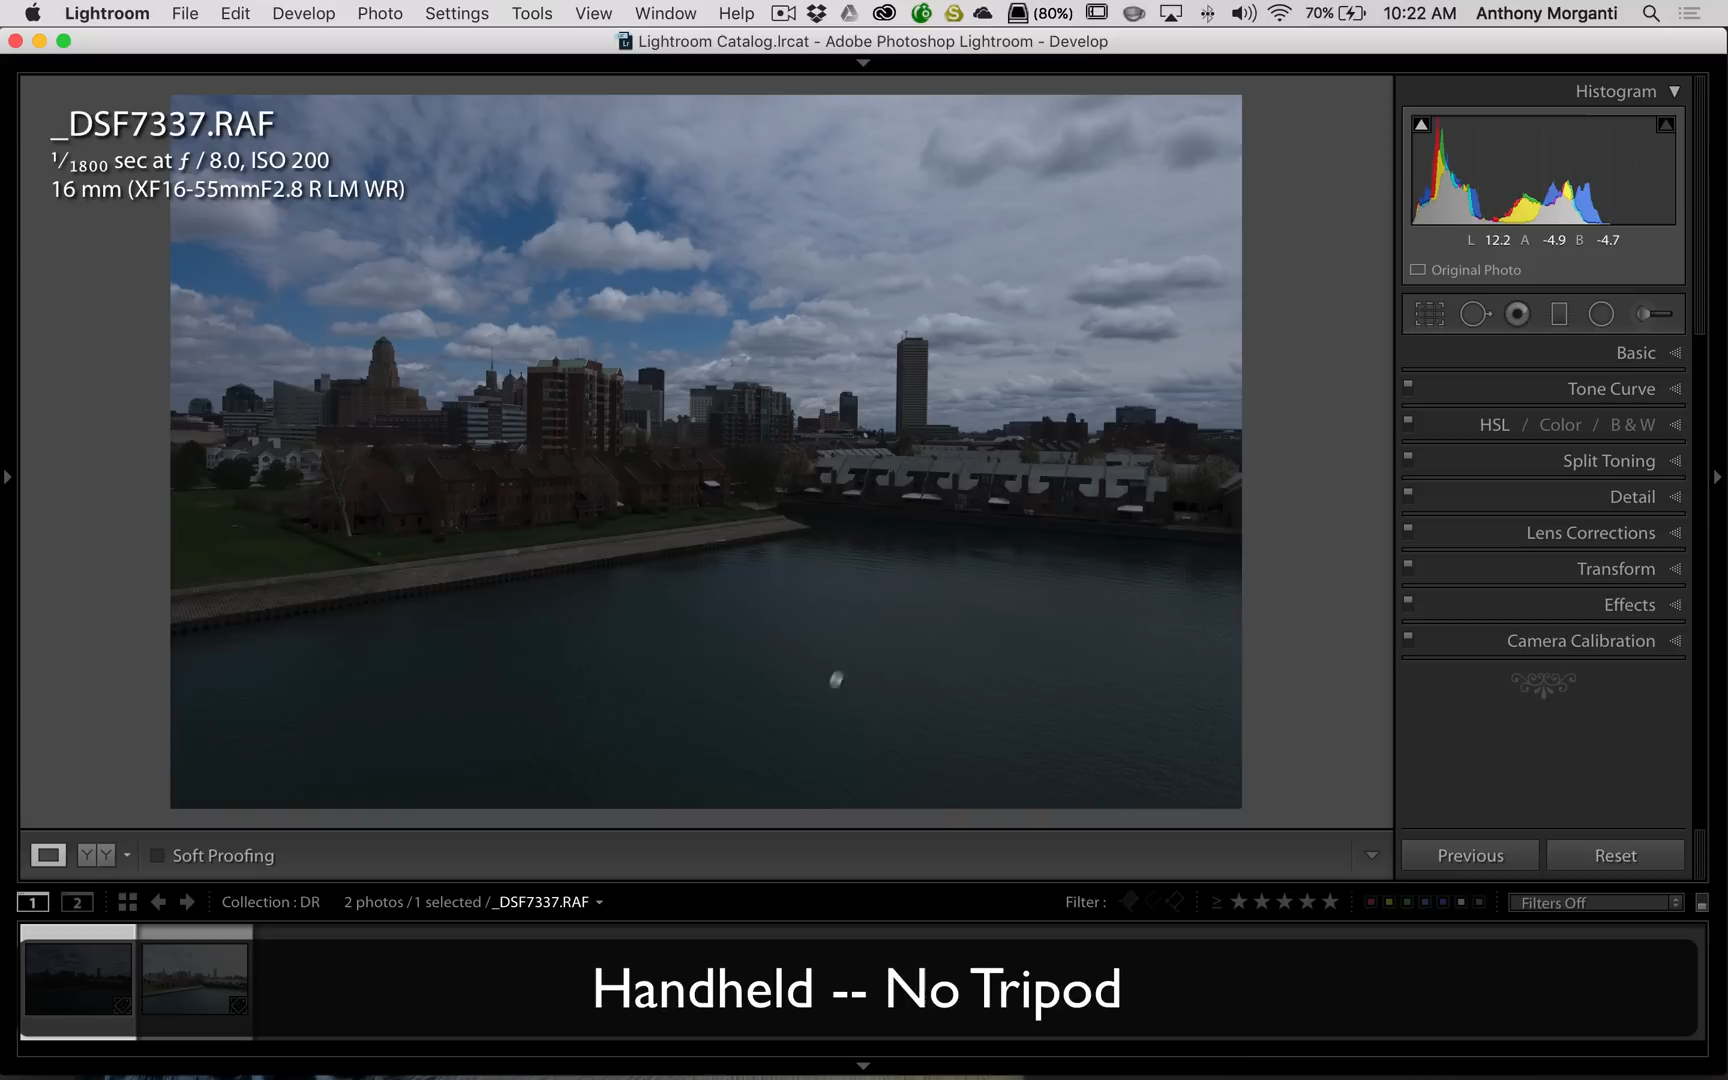 Lightroom File Edit Develop Photo Settings Tools View Window Help (80%) 70% 10:22 AM Anthony Morganti
Lightroom Catalog.lrcat - Adobe Photoshop Lightroom - Develop
Histogram
_DSF7337.RAF
1/1800 sec at ƒ / 8.0, ISO 200
16 mm (XF16-55mmF2.8 R LM WR)
L 12.2 A -4.9 B -4.7
Original Photo
Basic
Tone Curve
HSL / Color / B & W
Split Toning
Detail
Lens Corrections
Transform
Effects
Camera Calibration
Y Y Soft Proofing
Previous Reset
1 2 Collection : DR 2 photos / 1 selected / _DSF7337.RAF Filter : ≥ ★ ★ ★ ★ ★ Filters Off
Handheld -- No Tripod